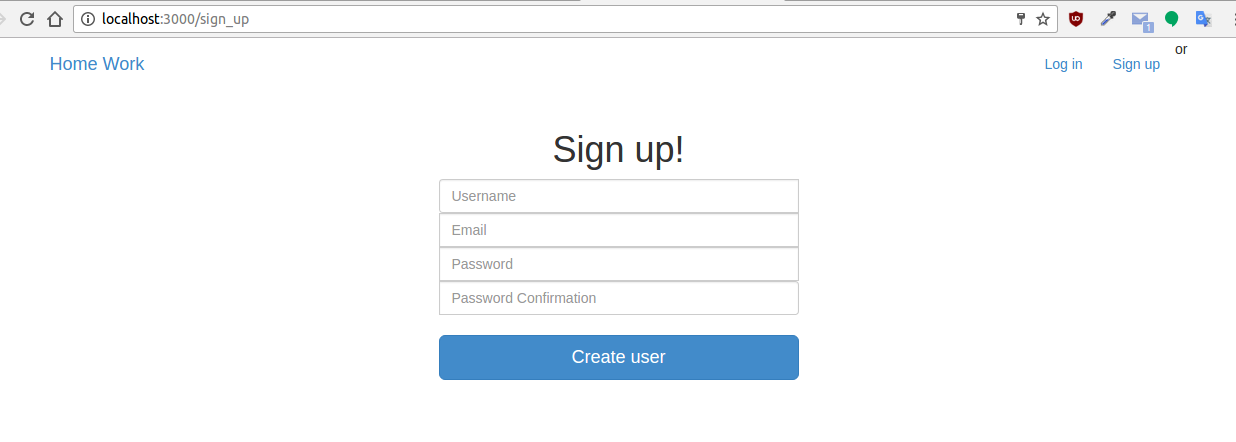 localhost:3000/sign_up
1
or
Home Work
Log in
Sign up
Sign up!
Username
Email
Password
Password Confirmation
Create user